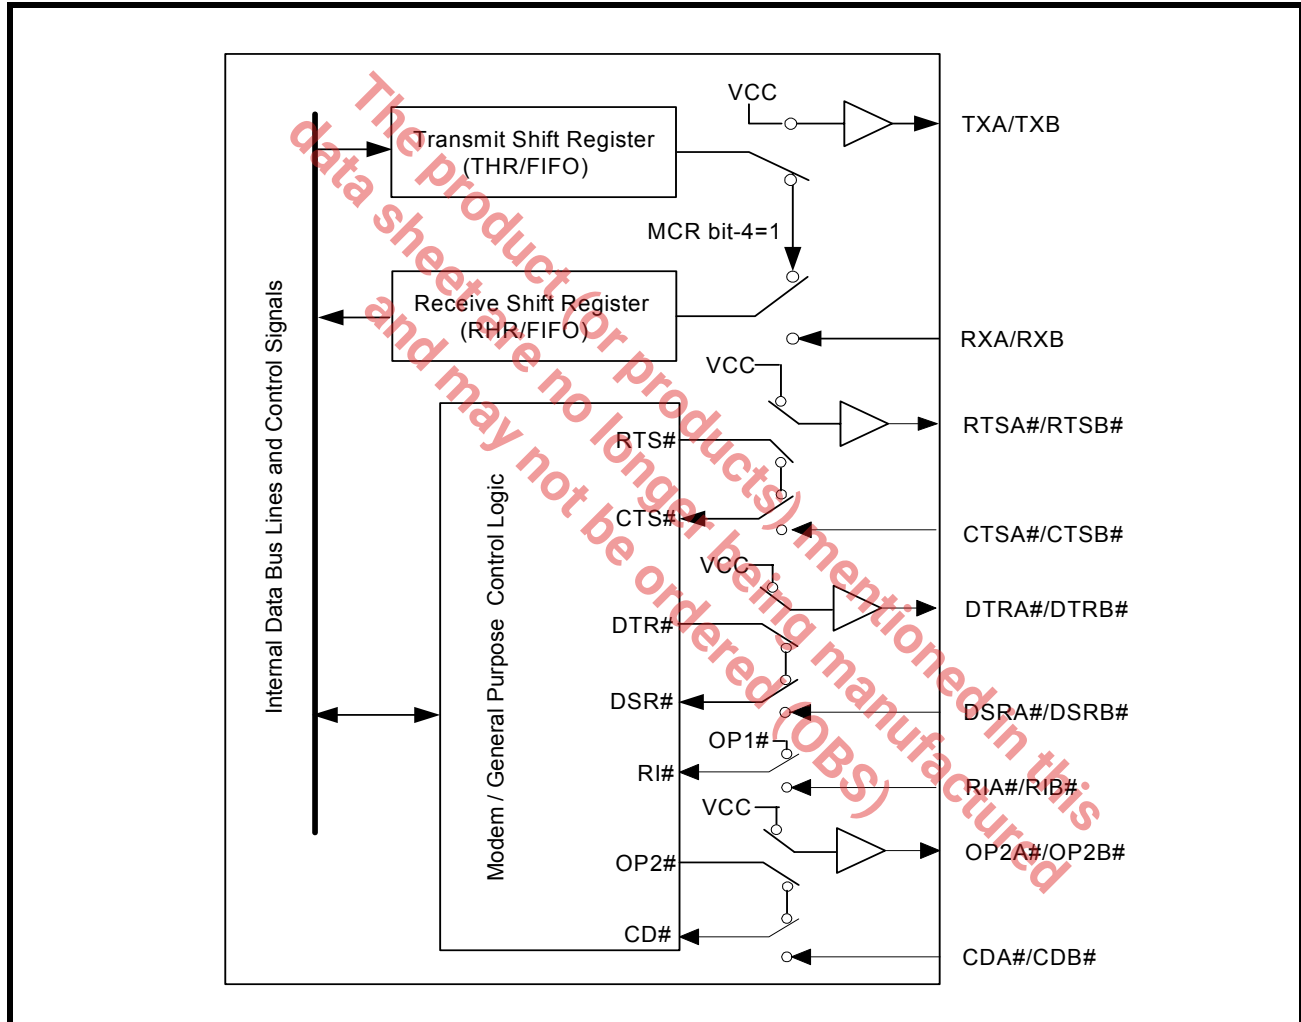 VCC
TXA/TXB
Transmit Shift Register
(THR/FIFO)
MCR bit-4=1
Receive Shift Register
(RHR/FIFO)
RXA/RXB
VCC
RTSA#/RTSB#
RTS#
CTS#
CTSA#/CTSB#
VCC
DTRA#/DTRB#
DTR#
DSR#
DSRA#/DSRB#
OP1#
RI#
RIA#/RIB#
VCC
OP2A#/OP2B#
OP2#
CD#
CDA#/CDB#
Internal Data Bus Lines and Control Signals
Modem / General Purpose Control Logic
The product (or products) mentioned in this
data sheet are no longer being manufactured
and may not be ordered (OBS)